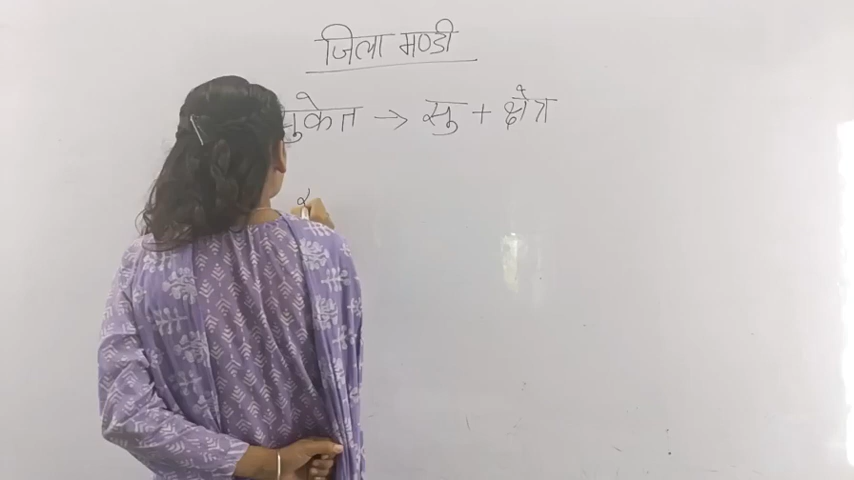 जिला मण्डी
सुकेत → सू + क्षेत्र